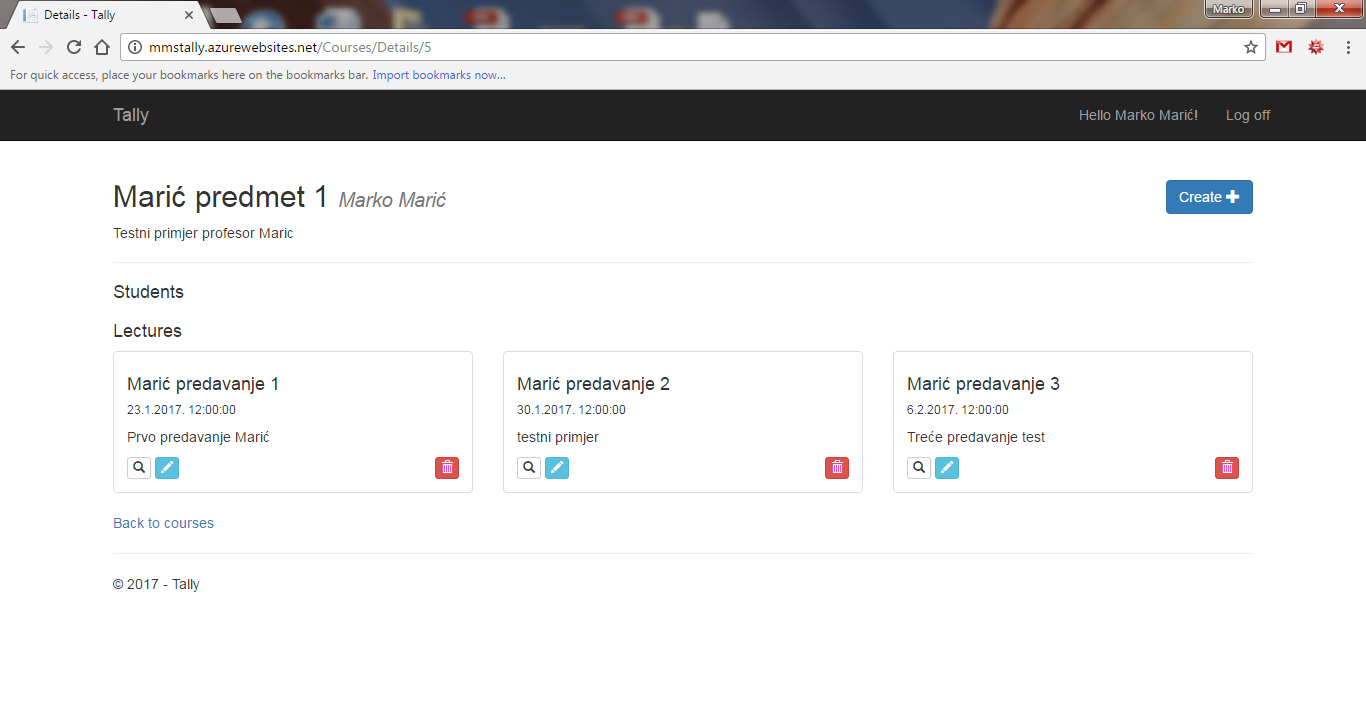 Details - Tally
Marko
mmstally.azurewebsites.net/Courses/Details/5
For quick access, place your bookmarks here on the bookmarks bar. Import bookmarks now...
Tally Hello Marko Marić! Log off
Marić predmet 1 Marko Marić Create
Testni primjer profesor Maric
Students
Lectures
Marić predavanje 1
23.1.2017. 12:00:00
Prvo predavanje Marić
Marić predavanje 2
30.1.2017. 12:00:00
testni primjer
Marić predavanje 3
6.2.2017. 12:00:00
Treće predavanje test
Back to courses
© 2017 - Tally